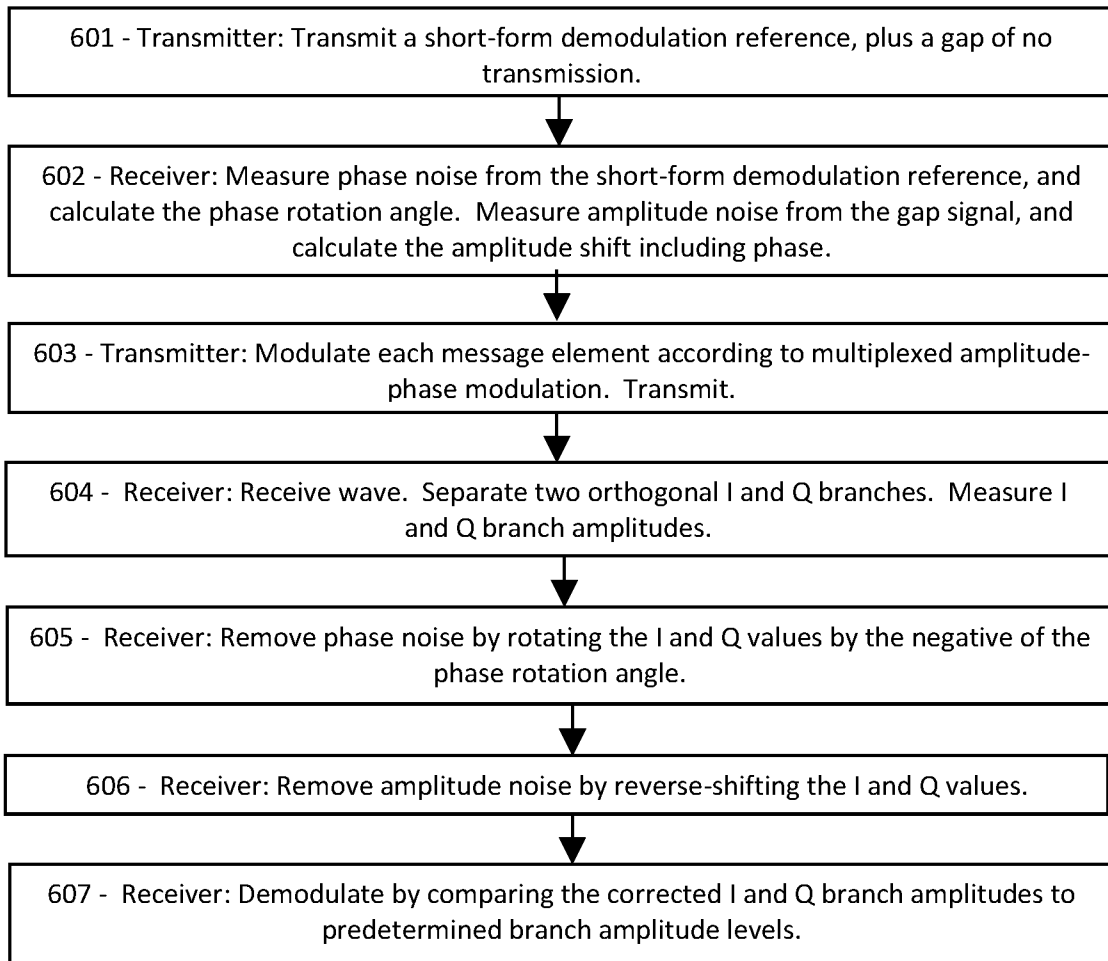 601 - Transmitter: Transmit a short-form demodulation reference, plus a gap of no
transmission.
602 - Receiver: Measure phase noise from the short-form demodulation reference, and
calculate the phase rotation angle.  Measure amplitude noise from the gap signal, and
calculate the amplitude shift including phase.
603 - Transmitter: Modulate each message element according to multiplexed amplitude-
phase modulation.  Transmit.
604 -  Receiver: Receive wave.  Separate two orthogonal I and Q branches.  Measure I
and Q branch amplitudes.
605 -  Receiver: Remove phase noise by rotating the I and Q values by the negative of the
phase rotation angle.
606 -  Receiver: Remove amplitude noise by reverse-shifting the I and Q values.
607 -  Receiver: Demodulate by comparing the corrected I and Q branch amplitudes to
predetermined branch amplitude levels.